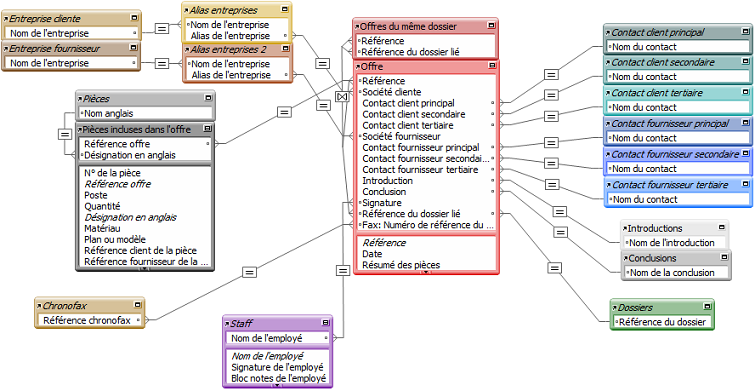 Entreprise cliente
Nom de l'entreprise
Entreprise fournisseur
Nom de l'entreprise
Alias entreprises
Nom de l'entreprise
Alias de l'entreprise
Alias entreprises 2
Nom de l'entreprise
Alias de l'entreprise
Offres du même dossier
Référence
Référence du dossier lié
Offre
Référence
Société cliente
Contact client principal
Contact client secondaire
Contact client tertiaire
Société fournisseur
Contact fournisseur principal
Contact fournisseur secondai...
Contact fournisseur tertiaire
Introduction
Conclusion
Signature
Référence du dossier lié
Fax: Numéro de référence du ...
Référence
Date
Résumé des pièces
Pièces
Nom anglais
Pièces incluses dans l'offre
Référence offre
Désignation en anglais
N° de la pièce
Référence offre
Poste
Quantité
Désignation en anglais
Matériau
Plan ou modèle
Référence client de la pièce
Référence fournisseur de la ...
Chronofax
Référence chronofax
Staff
Nom de l'employé
Nom de l'employé
Signature de l'employé
Bloc notes de l'employé
Contact client principal
Nom du contact
Contact client secondaire
Nom du contact
Contact client tertiaire
Nom du contact
Contact fournisseur principal
Nom du contact
Contact fournisseur secondaire
Nom du contact
Contact fournisseur tertiaire
Nom du contact
Introductions
Nom de l'introduction
Conclusions
Nom de la conclusion
Dossiers
Référence du dossier